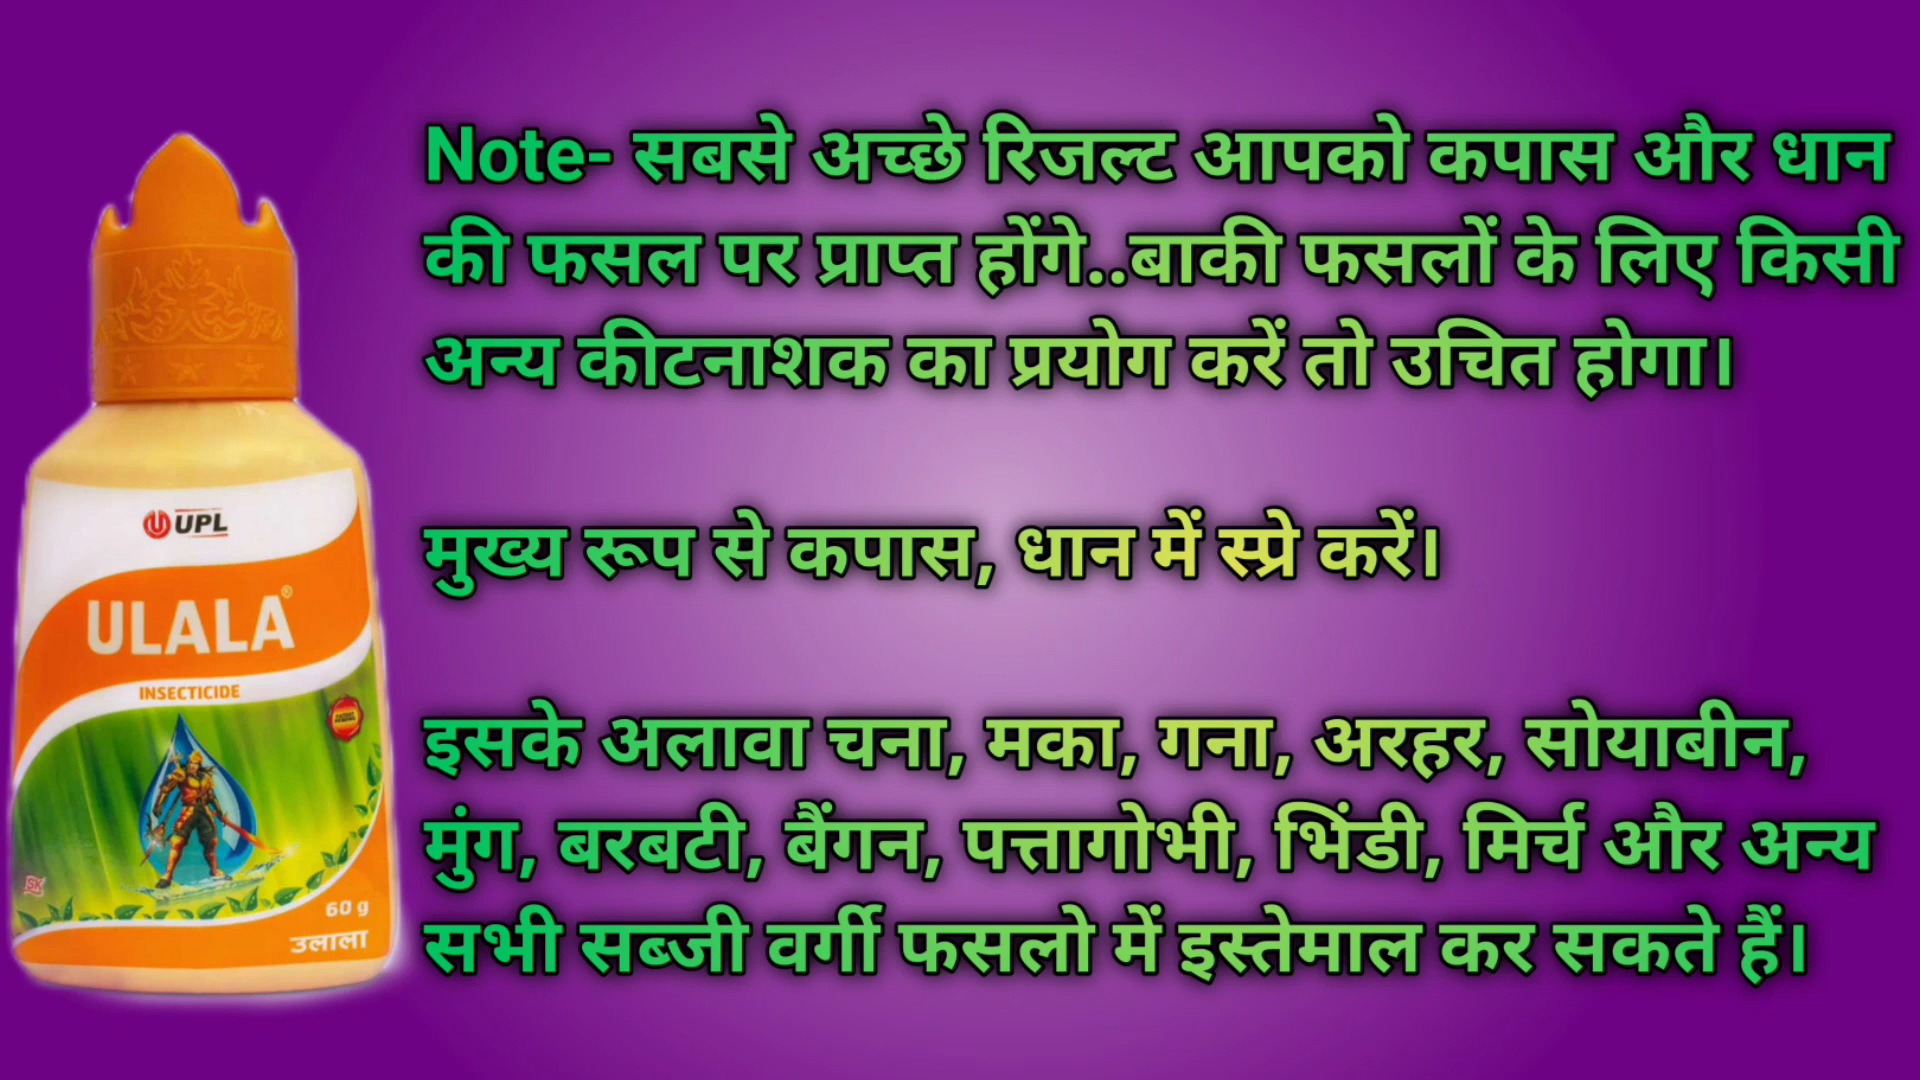 Note- सबसे अच्छे रिजल्ट आपको कपास और धान
की फसल पर प्राप्त होंगे..बाकी फसलों के लिए किसी
अन्य कीटनाशक का प्रयोग करें तो उचित होगा।
मुख्य रूप से कपास, धान में स्प्रे करें।
इसके अलावा चना, मका, गना, अरहर, सोयाबीन,
मुंग, बरबटी, बैंगन, पत्तागोभी, भिंडी, मिर्च और अन्य
सभी सब्जी वर्गी फसलो में इस्तेमाल कर सकते हैं।
UPL
ULALA®
INSECTICIDE
SK
60 g
उलाला